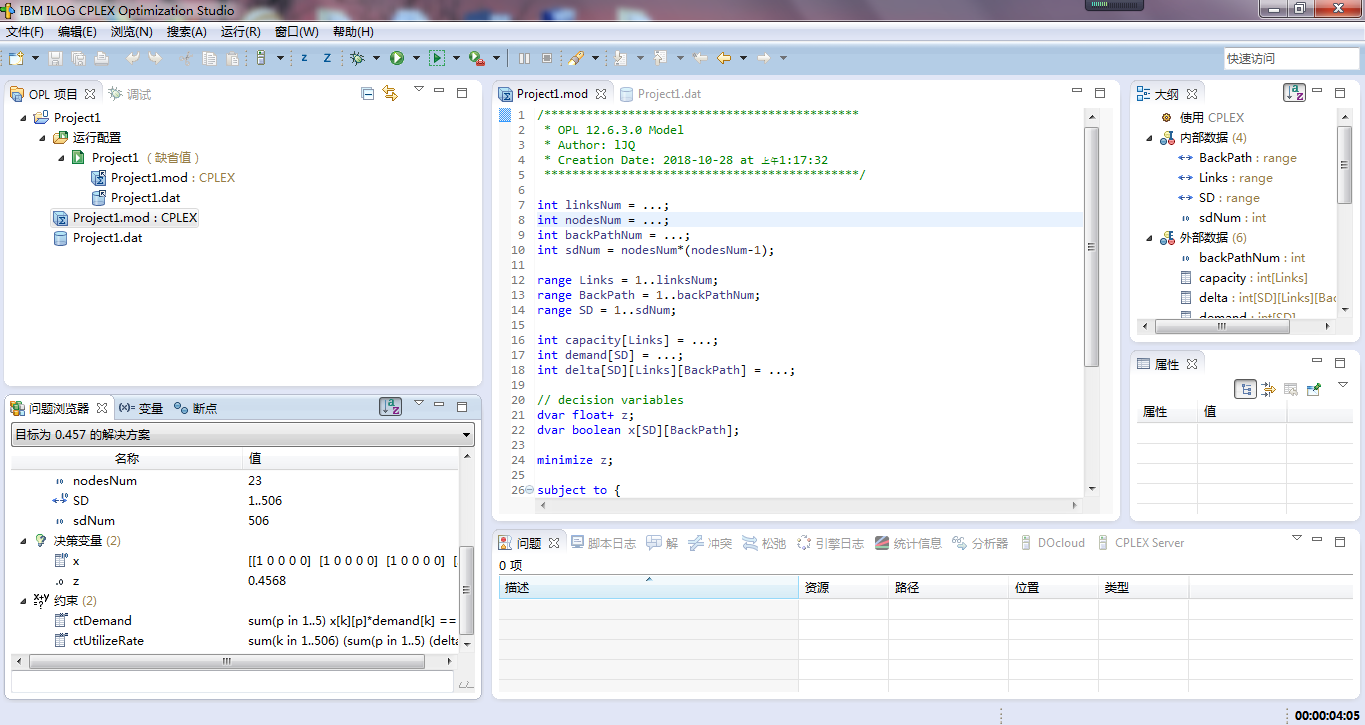 IBM ILOG CPLEX Optimization Studio
文件(F) 编辑(E) 浏览(N) 搜索(A) 运行(R) 窗口(W) 帮助(H)
快速访问
OPL 项目 调试
Project1
运行配置
Project1 （ 缺省值 ）
Project1.mod : CPLEX
Project1.dat
Project1.mod : CPLEX
Project1.dat
问题浏览器 (x)= 变量 断点
目标为 0.457 的解决方案
名称 值
nodesNum 23
SD 1..506
sdNum 506
决策变量 (2)
x [[1 0 0 0 0] [1 0 0 0 0] [1 0 0 0 0] [
z 0.4568
约束 (2)
ctDemand sum(p in 1..5) x[k][p]*demand[k] ==
ctUtilizeRate sum(k in 1..506) (sum(p in 1..5) (delta
Project1.mod Project1.dat
1 /*********************************************
2 * OPL 12.6.3.0 Model
3 * Author: lJQ
4 * Creation Date: 2018-10-28 at 上午1:17:32
5 *********************************************/
6
7 int linksNum = ...;
8 int nodesNum = ...;
9 int backPathNum = ...;
10 int sdNum = nodesNum*(nodesNum-1);
11
12 range Links = 1..linksNum;
13 range BackPath = 1..backPathNum;
14 range SD = 1..sdNum;
15
16 int capacity[Links] = ...;
17 int demand[SD] = ...;
18 int delta[SD][Links][BackPath] = ...;
19
20 // decision variables
21 dvar float+ z;
22 dvar boolean x[SD][BackPath];
23
24 minimize z;
25
26 subject to {
大纲
使用 CPLEX
内部数据 (4)
BackPath : range
Links : range
SD : range
sdNum : int
外部数据 (6)
backPathNum : int
capacity : int[Links]
delta : int[SD][Links][Bac
demand : int[SD]
属性
属性 值
问题 脚本日志 解 冲突 松弛 引擎日志 统计信息 分析器 DOcloud CPLEX Server
0 项
描述 资源 路径 位置 类型
00:00:04:05